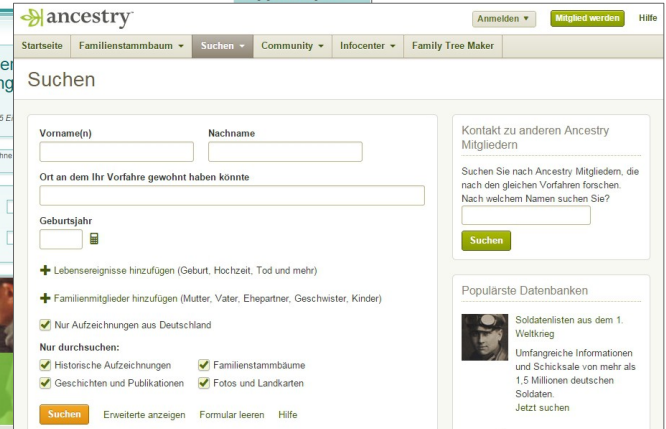 ancestry
Anmelden
Mitglied werden
Hilfe
Startseite
Familienstammbaum
Suchen
Community
Infocenter
Family Tree Maker
Suchen
Vorname(n)
Nachname
Ort an dem Ihr Vorfahre gewohnt haben könnte
Geburtsjahr
Lebensereignisse hinzufügen (Geburt, Hochzeit, Tod und mehr)
Familienmitglieder hinzufügen (Mutter, Vater, Ehepartner, Geschwister, Kinder)
Nur Aufzeichnungen aus Deutschland
Nur durchsuchen:
Historische Aufzeichnungen
Familienstammbäume
Geschichten und Publikationen
Fotos und Landkarten
Suchen
Erweiterte anzeigen
Formular leeren
Hilfe
Kontakt zu anderen Ancestry
Mitgliedern
Suchen Sie nach Ancestry Mitgliedern, die
nach den gleichen Vorfahren forschen.
Nach welchem Namen suchen Sie?
Suchen
Populärste Datenbanken
Soldatenlisten aus dem 1.
Weltkrieg
Umfangreiche Informationen
und Schicksale von mehr als
1,5 Millionen deutschen
Soldaten.
Jetzt suchen